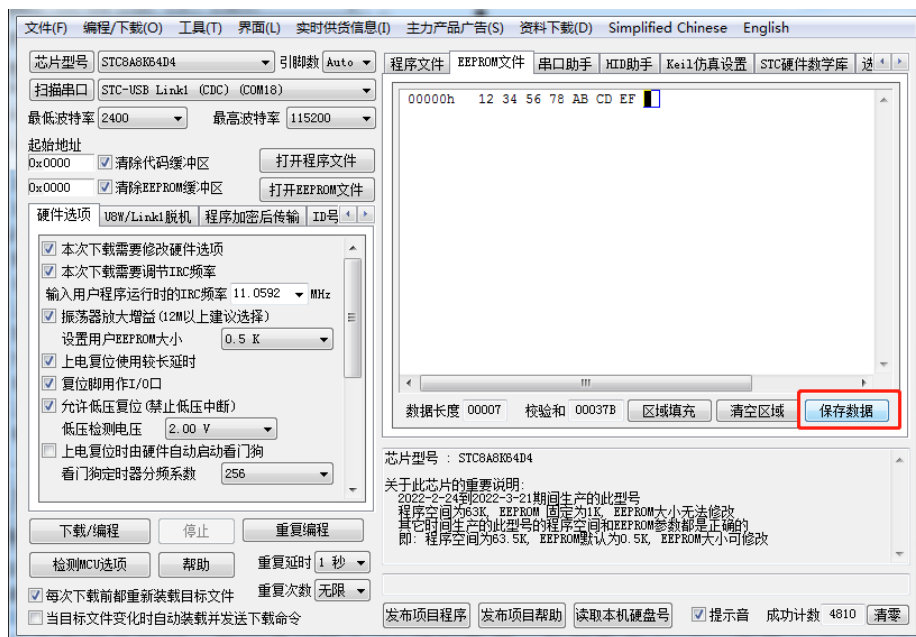 文件(F) 编程/下载(O) 工具(T) 界面(L) 实时供货信息(I) 主力产品广告(S) 资料下载(D) Simplified Chinese English
芯片型号 STC8A8K64D4 引脚数 Auto
扫描串口 STC-USB Link1 (CDC) (COM18)
最低波特率 2400 最高波特率 115200
起始地址
0x0000 清除代码缓冲区 打开程序文件
0x0000 清除EEPROM缓冲区 打开EEPROM文件
硬件选项 U8W/Link1脱机 程序加密后传输 ID号
本次下载需要修改硬件选项
本次下载需要调节IRC频率
输入用户程序运行时的IRC频率 11.0592 MHz
振荡器放大增益(12M以上建议选择)
设置用户EEPROM大小 0.5 K
上电复位使用较长延时
复位脚用作I/O口
允许低压复位(禁止低压中断)
低压检测电压 2.00 V
上电复位时由硬件自动启动看门狗
看门狗定时器分频系数 256
下载/编程 停止 重复编程
检测MCU选项 帮助 重复延时 1 秒
每次下载前都重新装载目标文件 重复次数 无限
当目标文件变化时自动装载并发送下载命令
程序文件 EEPROM文件 串口助手 HID助手 Keil仿真设置 STC硬件数学库 选
00000h 12 34 56 78 AB CD EF
数据长度 00007 校验和 00037B 区域填充 清空区域 保存数据
芯片型号 : STC8A8K64D4
关于此芯片的重要说明:
2022-2-24到2022-3-21期间生产的此型号
程序空间为63K, EEPROM 固定为1K, EEPROM大小无法修改
其它时间生产的此型号的程序空间和EEPROM参数都是正确的
即: 程序空间为63.5K, EEPROM默认为0.5K, EEPROM大小可修改
发布项目程序 发布项目帮助 读取本机硬盘号 提示音 成功计数 4810 清零